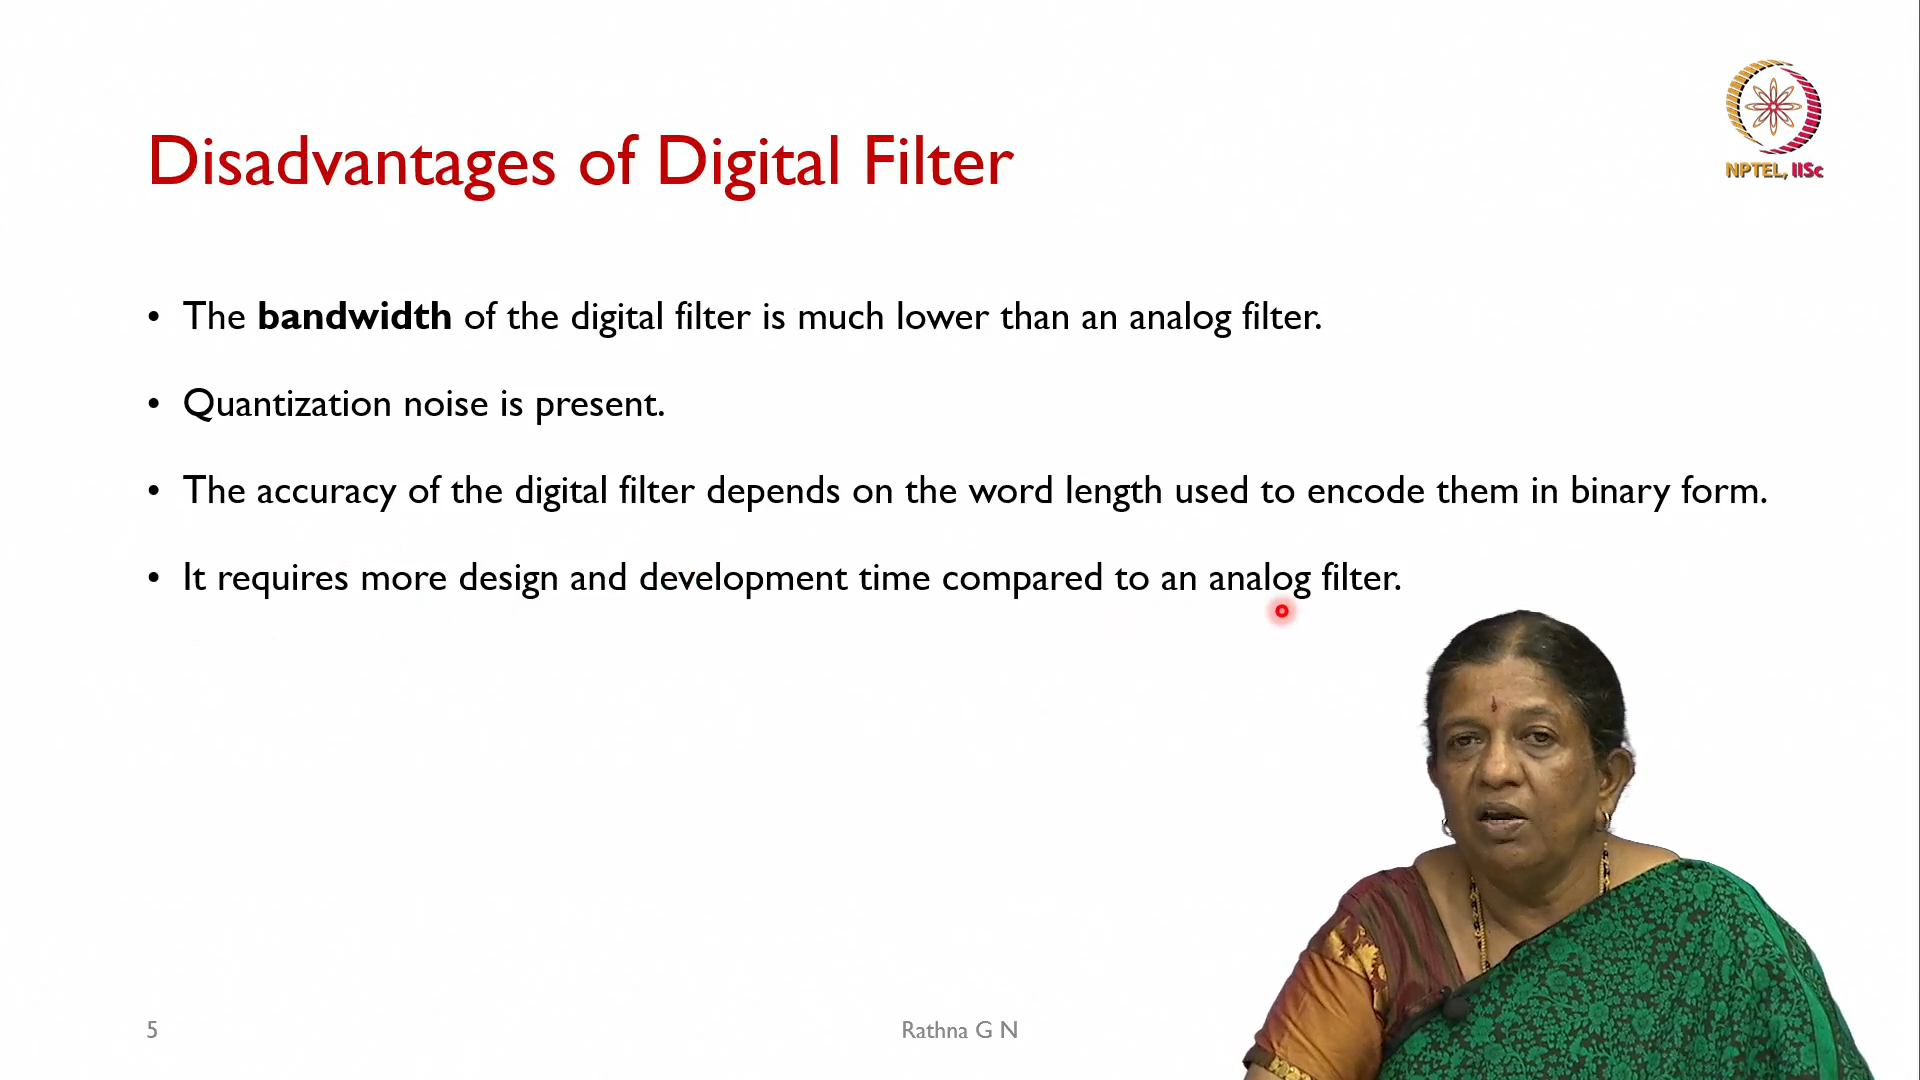 NPTEL, IISc
Disadvantages of Digital Filter
• The bandwidth of the digital filter is much lower than an analog filter.
• Quantization noise is present.
• The accuracy of the digital filter depends on the word length used to encode them in binary form.
• It requires more design and development time compared to an analog filter.
5
Rathna G N